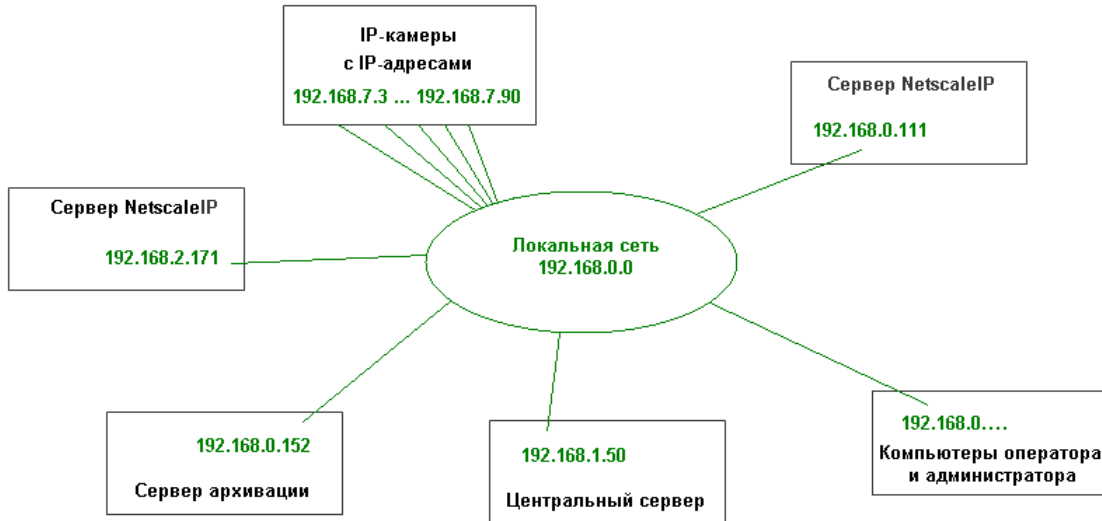 IP-камеры
с IP-адресами
192.168.7.3 ... 192.168.7.90
Сервер NetscaleIP
192.168.0.111
Сервер NetscaleIP
192.168.2.171
Локальная сеть
192.168.0.0
192.168.0.152
Сервер архивации
192.168.1.50
Центральный сервер
192.168.0....
Компьютеры оператора
и администратора